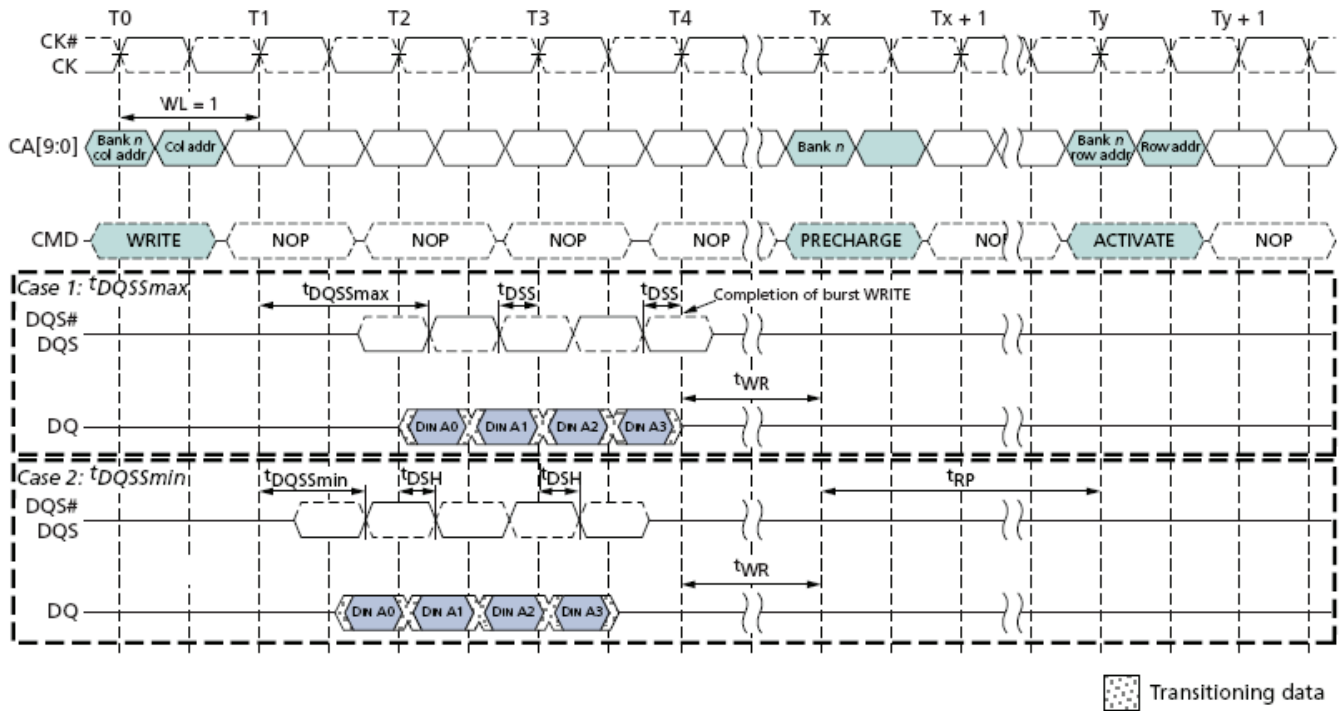 T0 T1 T2 T3 T4 Tx Tx + 1 Ty Ty + 1
CK#
CK
WL = 1
CA[9:0] Bank n col addr Col addr Bank n Bank n row addr Row addr
CMD WRITE NOP NOP NOP NOP PRECHARGE NOP ACTIVATE NOP
Case 1: tDQSSmax
tDQSSmax tDSS tDSS Completion of burst WRITE
DQS#
DQS
tWR
DQ DIN A0 DIN A1 DIN A2 DIN A3
Case 2: tDQSSmin
tDQSSmin tDSH tDSH tRP
DQS#
DQS
tWR
DQ DIN A0 DIN A1 DIN A2 DIN A3
Transitioning data